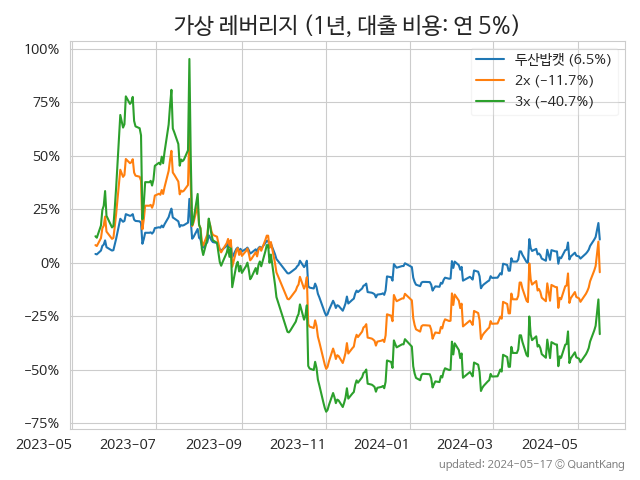 가상 레버리지 (1년, 대출 비용: 연 5%)
100%
75%
50%
25%
0%
−25%
−50%
−75%
두산밥캣 (6.5%)
2x (−11.7%)
3x (−40.7%)
2023-05 2023-07 2023-09 2023-11 2024-01 2024-03 2024-05
updated: 2024-05-17 © QuantKang